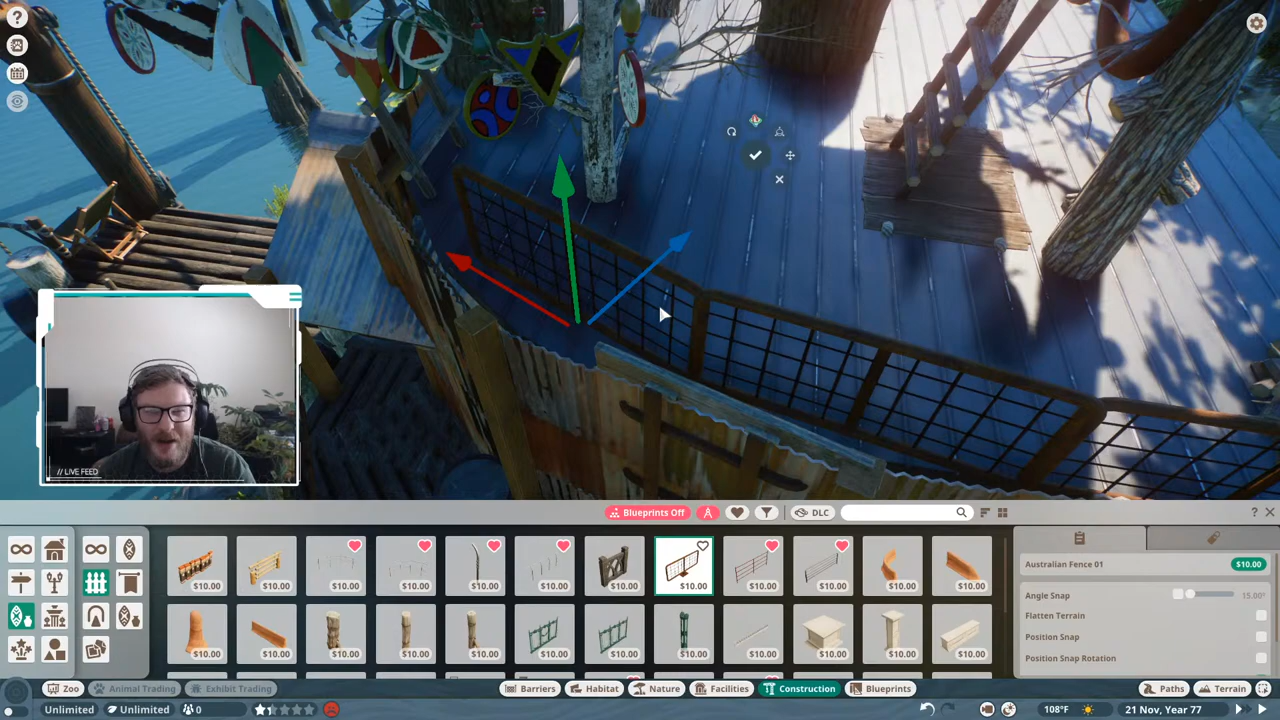 // LIVE FEED
Blueprints Off
DLC
$10.00 $10.00 $10.00 $10.00 $10.00 $10.00 $10.00 $10.00 $10.00 $10.00 $10.00 $10.00
$10.00 $10.00 $10.00 $10.00 $10.00 $10.00 $10.00 $10.00 $10.00 $10.00 $10.00 $10.00
Australian Fence 01 $10.00
Angle Snap 15.00°
Flatten Terrain
Position Snap
Position Snap Rotation
Zoo Animal Trading Exhibit Trading Barriers Habitat Nature Facilities Construction Blueprints Paths Terrain
Unlimited Unlimited 0 108°F 21 Nov, Year 77